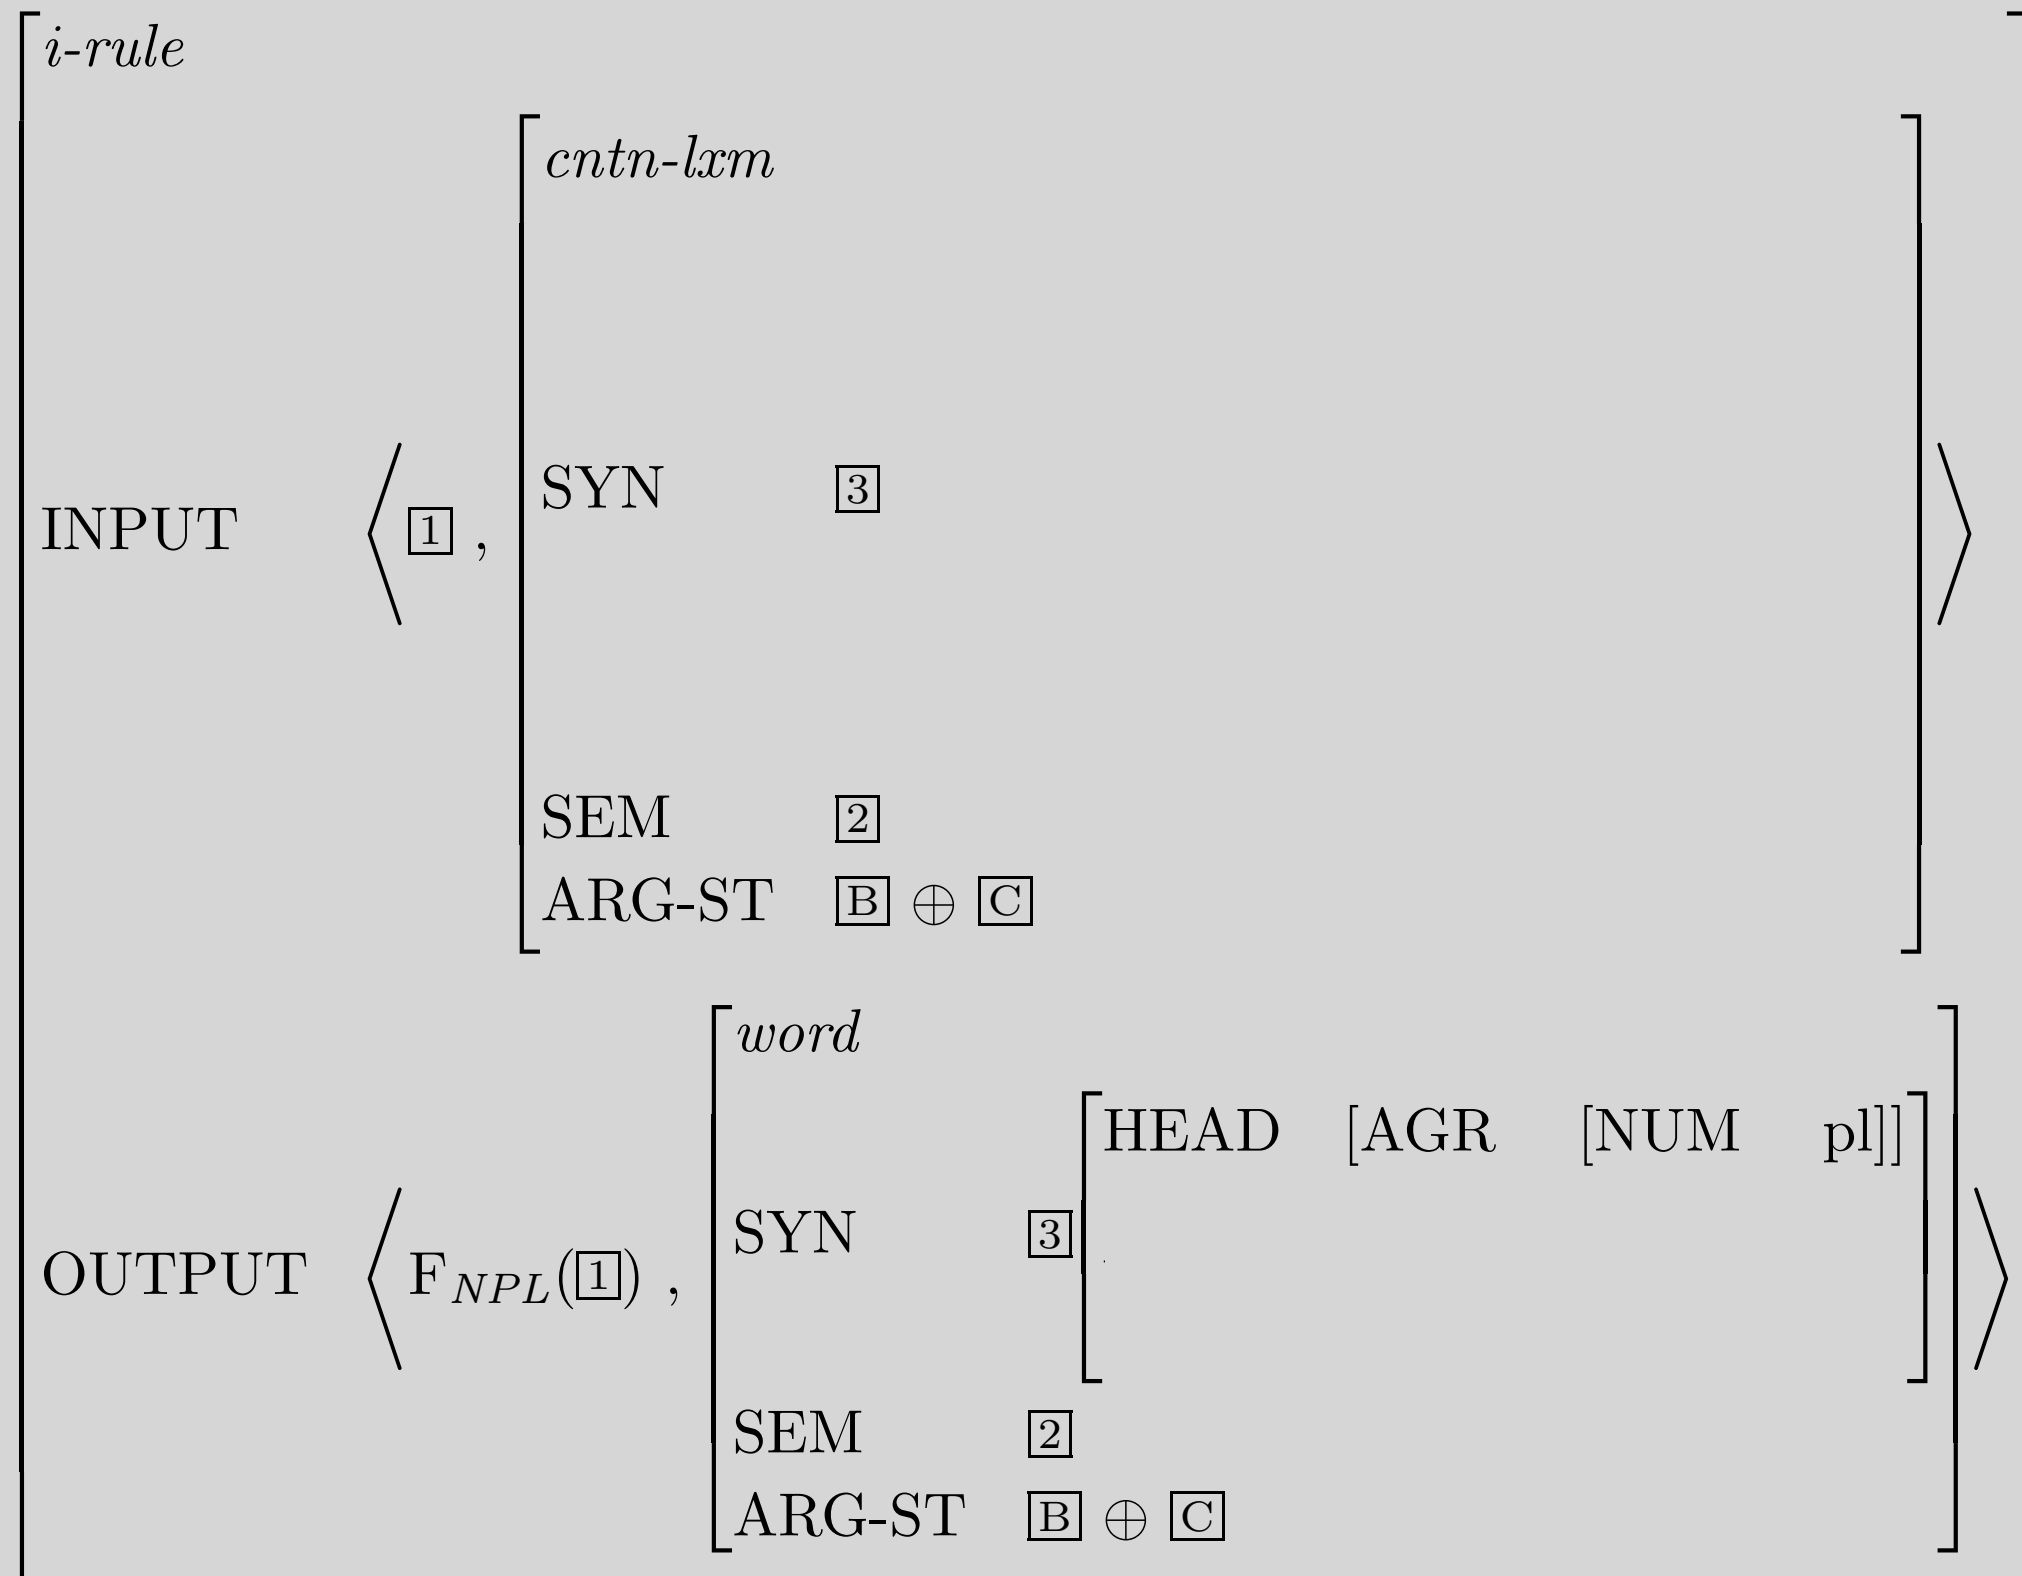 i-rule
cntn-lxm
SYN 3
INPUT ⟨ 1 , ⟩
SEM 2
ARG-ST B ⊕ C
word
HEAD [AGR [NUM pl]]
SYN 3
OUTPUT ⟨ F_NPL(1) , ⟩
SEM 2
ARG-ST B ⊕ C